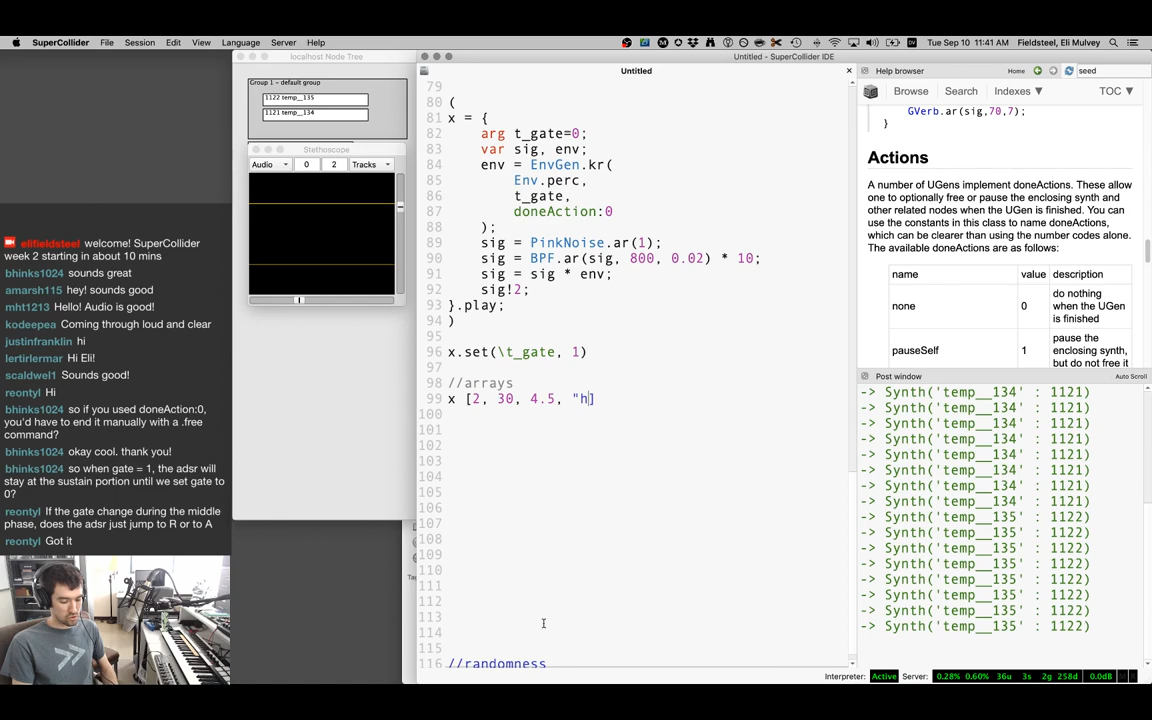 SuperCollider File Session Edit View Language Server Help
Tue Sep 10 11:41 AM Fieldsteel, Eli Mulvey
localhost Node Tree
Group 1 - default group
1122 temp__135
1121 temp__134
Stethoscope
Audio 0 2 Tracks
elifieldsteel welcome! SuperCollider
week 2 starting in about 10 mins
bhinks1024 sounds great
amarsh115 hey! sounds good
mht1213 Hello! Audio is good!
kodeepea Coming through loud and clear
justinfranklin hi
lertirlermar Hi Eli!
scaldwel1 Sounds good!
reontyl Hi
bhinks1024 so if you used doneAction:0,
you'd have to end it manually with a .free
command?
bhinks1024 okay cool. thank you!
bhinks1024 so when gate = 1, the adsr will
stay at the sustain portion until we set gate to
0?
reontyl If the gate change during the middle
phase, does the adsr just jump to R or to A
reontyl Got it
Untitled - SuperCollider IDE
Untitled
79
80 (
81 x = {
82 arg t_gate=0;
83 var sig, env;
84 env = EnvGen.kr(
85 Env.perc,
86 t_gate,
87 doneAction:0
88 );
89 sig = PinkNoise.ar(1);
90 sig = BPF.ar(sig, 800, 0.02) * 10;
91 sig = sig * env;
92 sig!2;
93 }.play;
94 )
95
96 x.set(\t_gate, 1)
97
98 //arrays
99 x [2, 30, 4.5, "h]
100
101
102
103
104
105
106
107
108
109
110
111
112
113
114
115
116 //randomness
Help browser Home seed
Browse Search Indexes ▼ TOC ▼
GVerb.ar(sig,70,7);
}
Actions
A number of UGens implement doneActions. These allow
one to optionally free or pause the enclosing synth and
other related nodes when the UGen is finished. You can
use the constants in this class to name doneActions,
which can be clearer than using the number codes alone.
The available doneActions are as follows:
name value description
none 0 do nothing
when the UGen
is finished
pauseSelf 1 pause the
enclosing synth,
but do not free it
Post window Auto Scroll
-> Synth('temp__134' : 1121)
-> Synth('temp__134' : 1121)
-> Synth('temp__134' : 1121)
-> Synth('temp__134' : 1121)
-> Synth('temp__134' : 1121)
-> Synth('temp__134' : 1121)
-> Synth('temp__134' : 1121)
-> Synth('temp__134' : 1121)
-> Synth('temp__135' : 1122)
-> Synth('temp__135' : 1122)
-> Synth('temp__135' : 1122)
-> Synth('temp__135' : 1122)
-> Synth('temp__135' : 1122)
-> Synth('temp__135' : 1122)
-> Synth('temp__135' : 1122)
-> Synth('temp__135' : 1122)
Interpreter: Active Server: 0.28% 0.60% 36u 3s 2g 258d 0.0dB